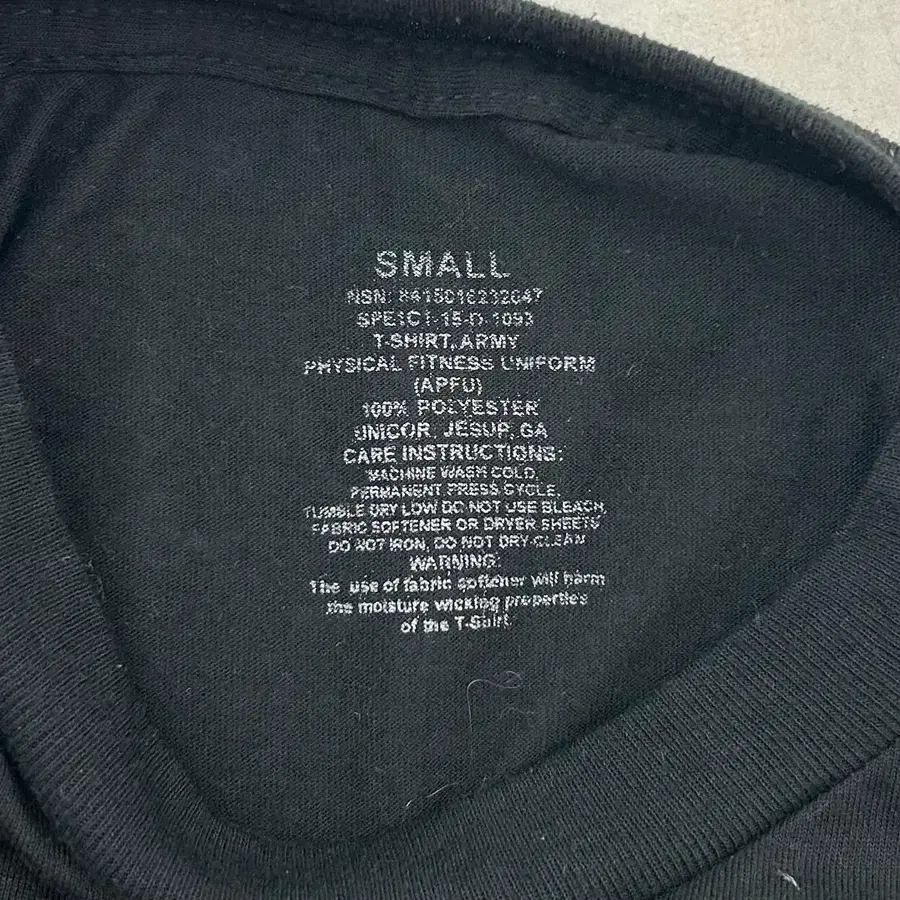 SMALL
NSN: 8415016232647
SPE1C1-15-D-1093
T-SHIRT, ARMY
PHYSICAL FITNESS UNIFORM
(APFU)
100% POLYESTER
UNICOR, JESUP, GA
CARE INSTRUCTIONS:
MACHINE WASH COLD,
PERMANENT PRESS CYCLE,
TUMBLE DRY LOW DO NOT USE BLEACH,
FABRIC SOFTENER OR DRYER SHEETS
DO NOT IRON, DO NOT DRY CLEAN
WARNING:
The use of fabric softener will harm
the moisture wicking properties
of the T-Shirt.